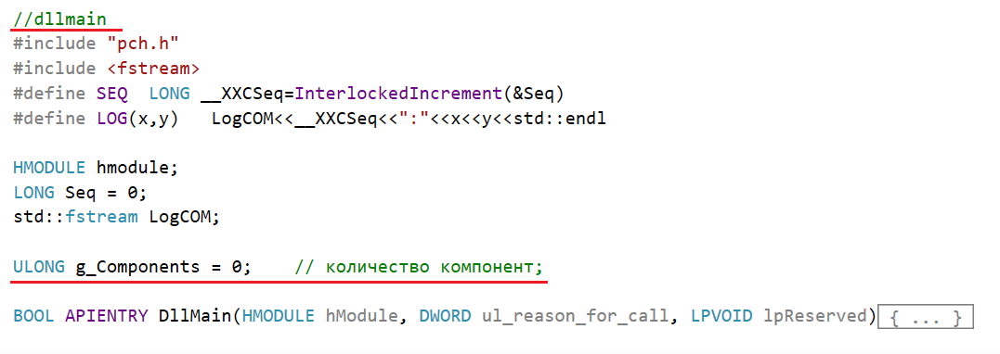 //dllmain
#include "pch.h"
#include <fstream>
#define SEQ  LONG __XXCSeq=InterlockedIncrement(&Seq)
#define LOG(x,y)   LogCOM<<__XXCSeq<<":"<<x<<y<<std::endl
HMODULE hmodule;
LONG Seq = 0;
std::fstream LogCOM;
ULONG g_Components = 0;    // количество компонент;
BOOL APIENTRY DllMain(HMODULE hModule, DWORD ul_reason_for_call, LPVOID lpReserved){ ... }